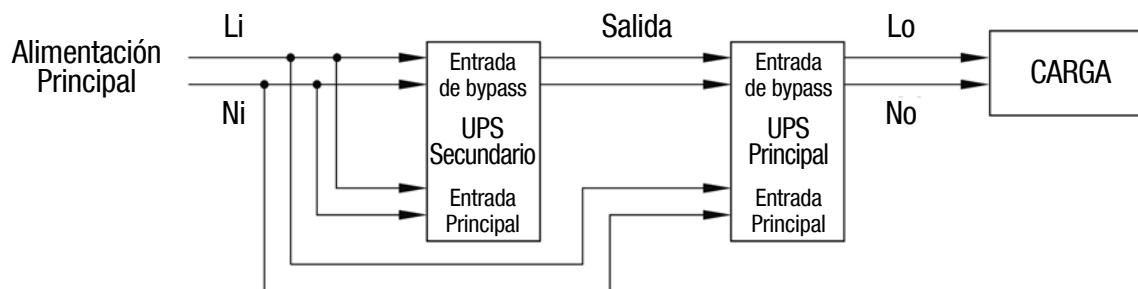 Alimentación
Principal
Li
Ni
Entrada
de bypass
UPS
Secundario
Entrada
Principal
Salida
Entrada
de bypass
UPS
Principal
Entrada
Principal
Lo
No
CARGA